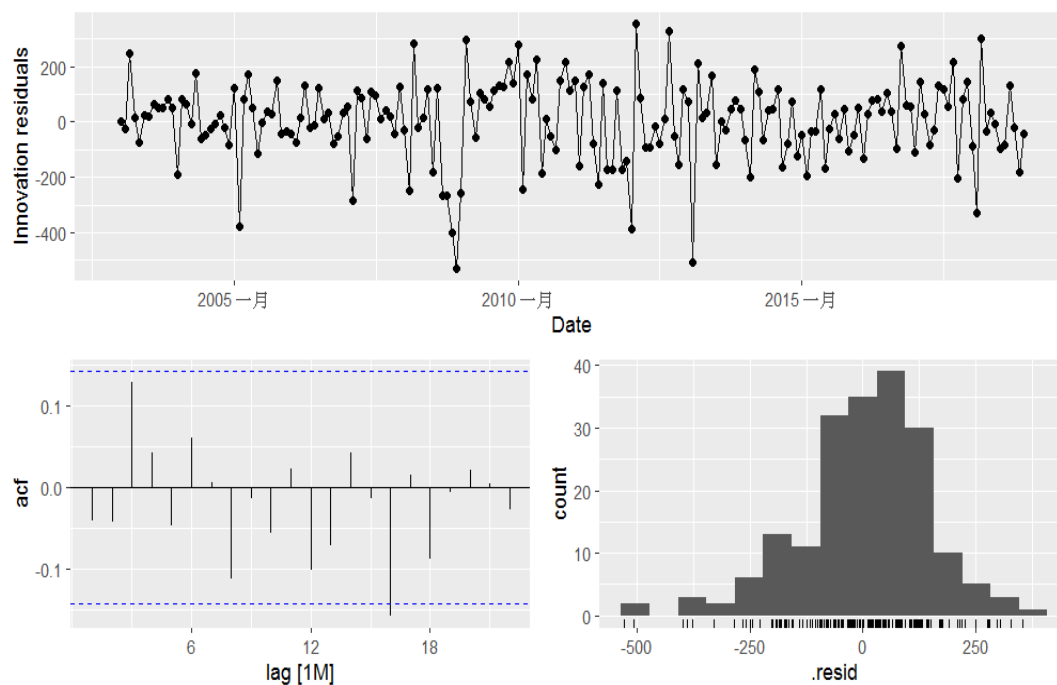 Innovation residuals
200
0
-200
-400
2005 一月
2010 一月
2015 一月
Date
acf
0.1
0.0
-0.1
6
12
18
lag [1M]
count
40
30
20
10
0
-500
-250
0
250
.resid